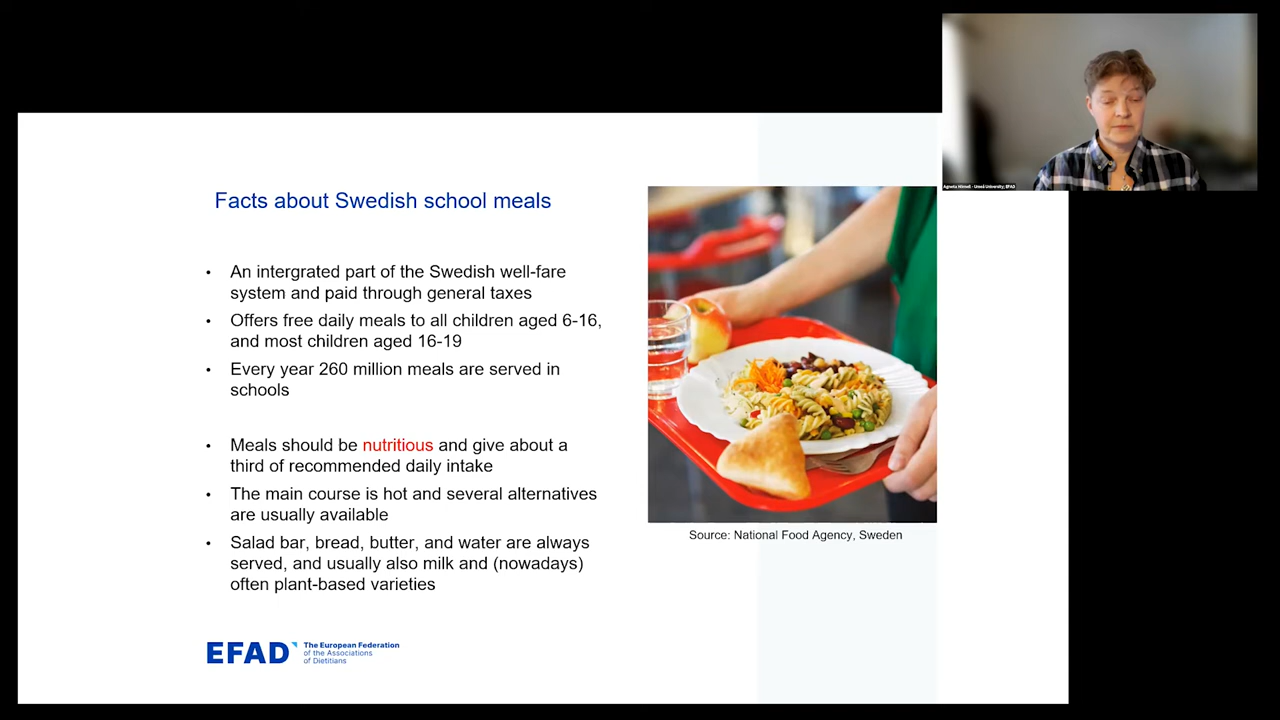 Agneta Hörnell - Umeå University, EFAD
Facts about Swedish school meals
• An intergrated part of the Swedish well-fare
system and paid through general taxes
• Offers free daily meals to all children aged 6-16,
and most children aged 16-19
• Every year 260 million meals are served in
schools
• Meals should be nutritious and give about a
third of recommended daily intake
• The main course is hot and several alternatives
are usually available
• Salad bar, bread, butter, and water are always
served, and usually also milk and (nowadays)
often plant-based varieties
Source: National Food Agency, Sweden
EFAD
The European Federation
of the Associations
of Dietitians